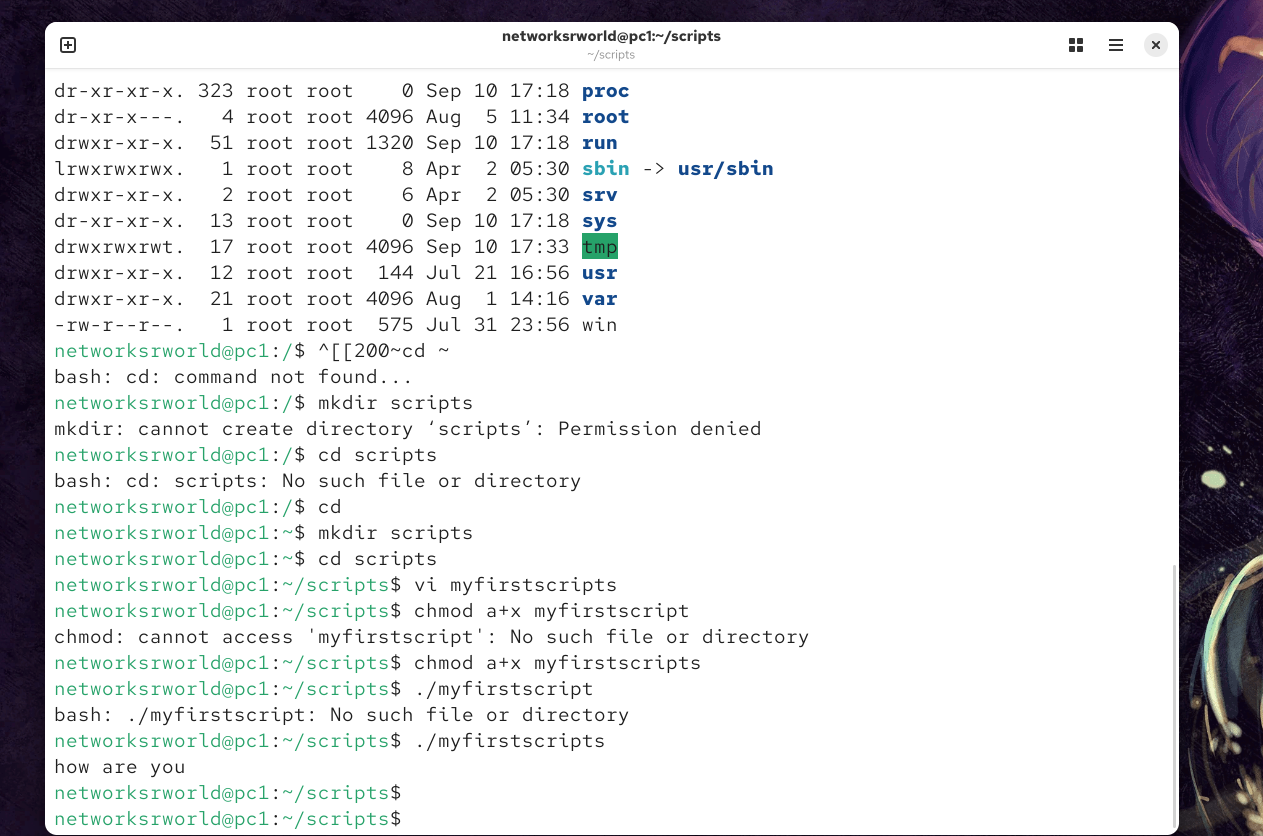 networksrworld@pc1:~/scripts
~/scripts
dr-xr-xr-x. 323 root root    0 Sep 10 17:18 proc
dr-xr-x---.   4 root root 4096 Aug  5 11:34 root
drwxr-xr-x.  51 root root 1320 Sep 10 17:18 run
lrwxrwxrwx.   1 root root    8 Apr  2 05:30 sbin -> usr/sbin
drwxr-xr-x.   2 root root    6 Apr  2 05:30 srv
dr-xr-xr-x.  13 root root    0 Sep 10 17:18 sys
drwxrwxrwt.  17 root root 4096 Sep 10 17:33 tmp
drwxr-xr-x.  12 root root  144 Jul 21 16:56 usr
drwxr-xr-x.  21 root root 4096 Aug  1 14:16 var
-rw-r--r--.   1 root root  575 Jul 31 23:56 win
networksrworld@pc1:/$ ^[[200~cd ~
bash: cd: command not found...
networksrworld@pc1:/$ mkdir scripts
mkdir: cannot create directory ‘scripts’: Permission denied
networksrworld@pc1:/$ cd scripts
bash: cd: scripts: No such file or directory
networksrworld@pc1:/$ cd
networksrworld@pc1:~$ mkdir scripts
networksrworld@pc1:~$ cd scripts
networksrworld@pc1:~/scripts$ vi myfirstscripts
networksrworld@pc1:~/scripts$ chmod a+x myfirstscript
chmod: cannot access 'myfirstscript': No such file or directory
networksrworld@pc1:~/scripts$ chmod a+x myfirstscripts
networksrworld@pc1:~/scripts$ ./myfirstscript
bash: ./myfirstscript: No such file or directory
networksrworld@pc1:~/scripts$ ./myfirstscripts
how are you
networksrworld@pc1:~/scripts$
networksrworld@pc1:~/scripts$